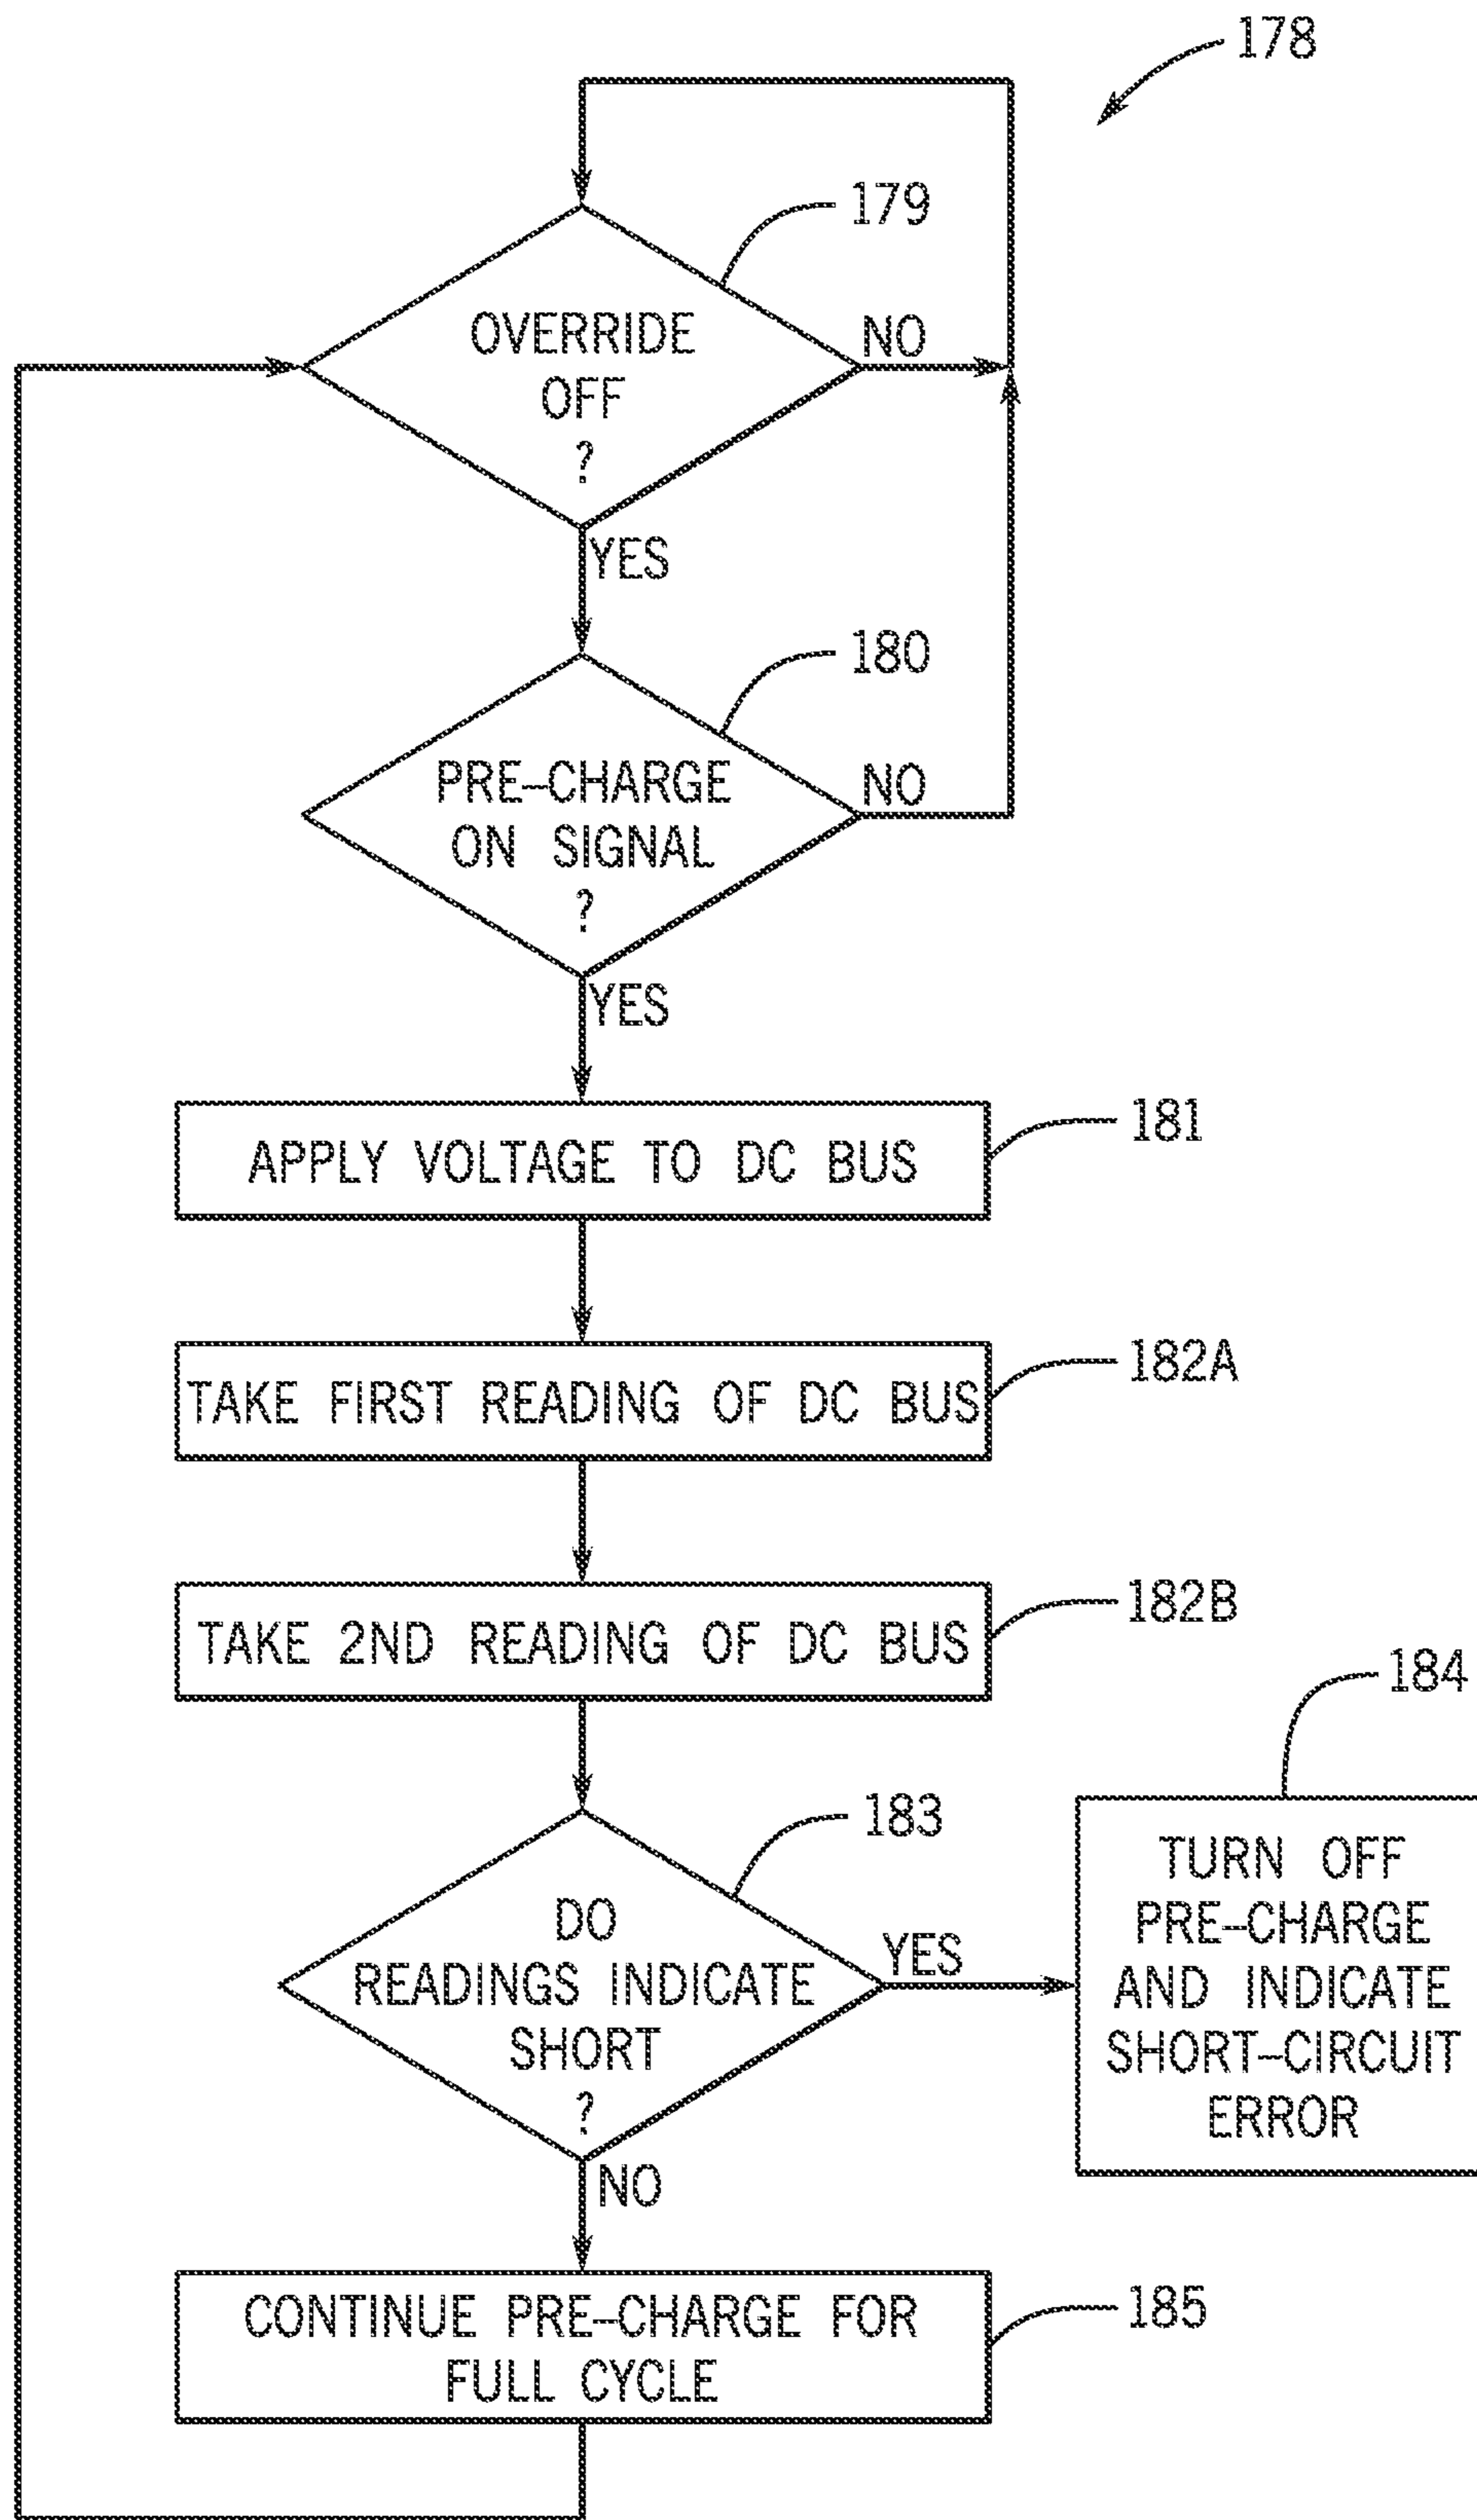 178
179
OVERRIDE
OFF
?
NO
YES
180
PRE-CHARGE
ON SIGNAL
?
NO
YES
181
APPLY VOLTAGE TO DC BUS
182A
TAKE FIRST READING OF DC BUS
182B
TAKE 2ND READING OF DC BUS
184
183
DO
READINGS INDICATE
SHORT
?
YES
NO
TURN OFF
PRE-CHARGE
AND INDICATE
SHORT-CIRCUIT
ERROR
185
CONTINUE PRE-CHARGE FOR
FULL CYCLE